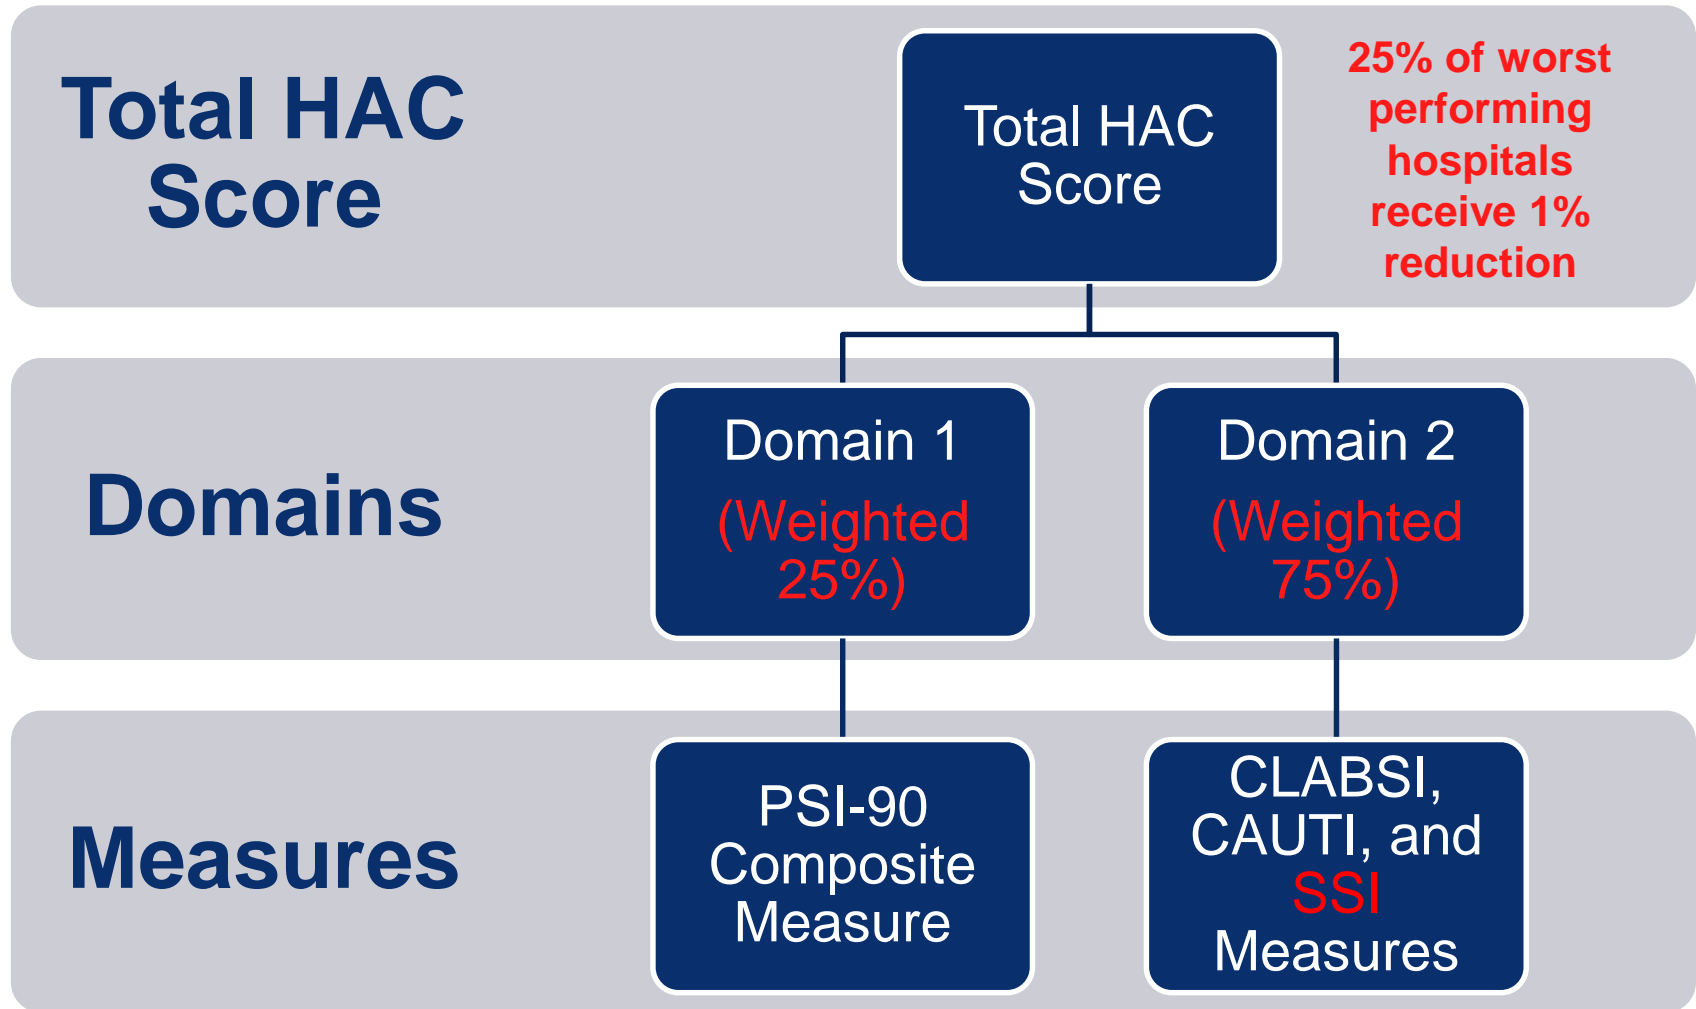 Total HAC
Score
Total HAC
Score
25% of worst
performing
hospitals
receive 1%
reduction
Domains
Domain 1
(Weighted
25%)
Domain 2
(Weighted
75%)
Measures
PSI-90
Composite
Measure
CLABSI,
CAUTI, and
SSI
Measures